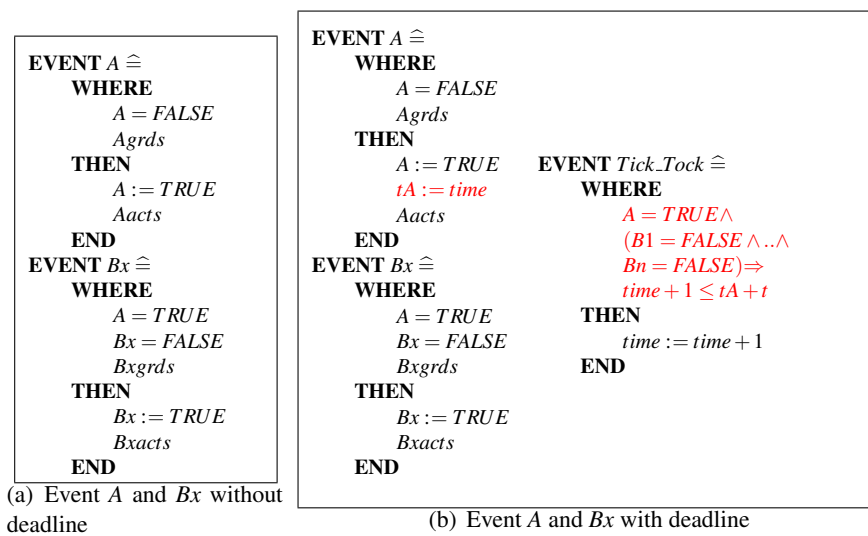 EVENT A ≙
WHERE
A = FALSE
Agrds
THEN
A := TRUE
Aacts
END
EVENT Bx ≙
WHERE
A = TRUE
Bx = FALSE
Bxgrds
THEN
Bx := TRUE
Bxacts
END
(a) Event A and Bx without
deadline
EVENT A ≙
WHERE
A = FALSE
Agrds
THEN
A := TRUE
tA := time
Aacts
END
EVENT Bx ≙
WHERE
A = TRUE
Bx = FALSE
Bxgrds
THEN
Bx := TRUE
Bxacts
END
EVENT Tick_Tock ≙
WHERE
A = TRUE∧
(B1 = FALSE ∧ ..∧
Bn = FALSE)⇒
time + 1 ≤ tA + t
THEN
time := time + 1
END
(b) Event A and Bx with deadline